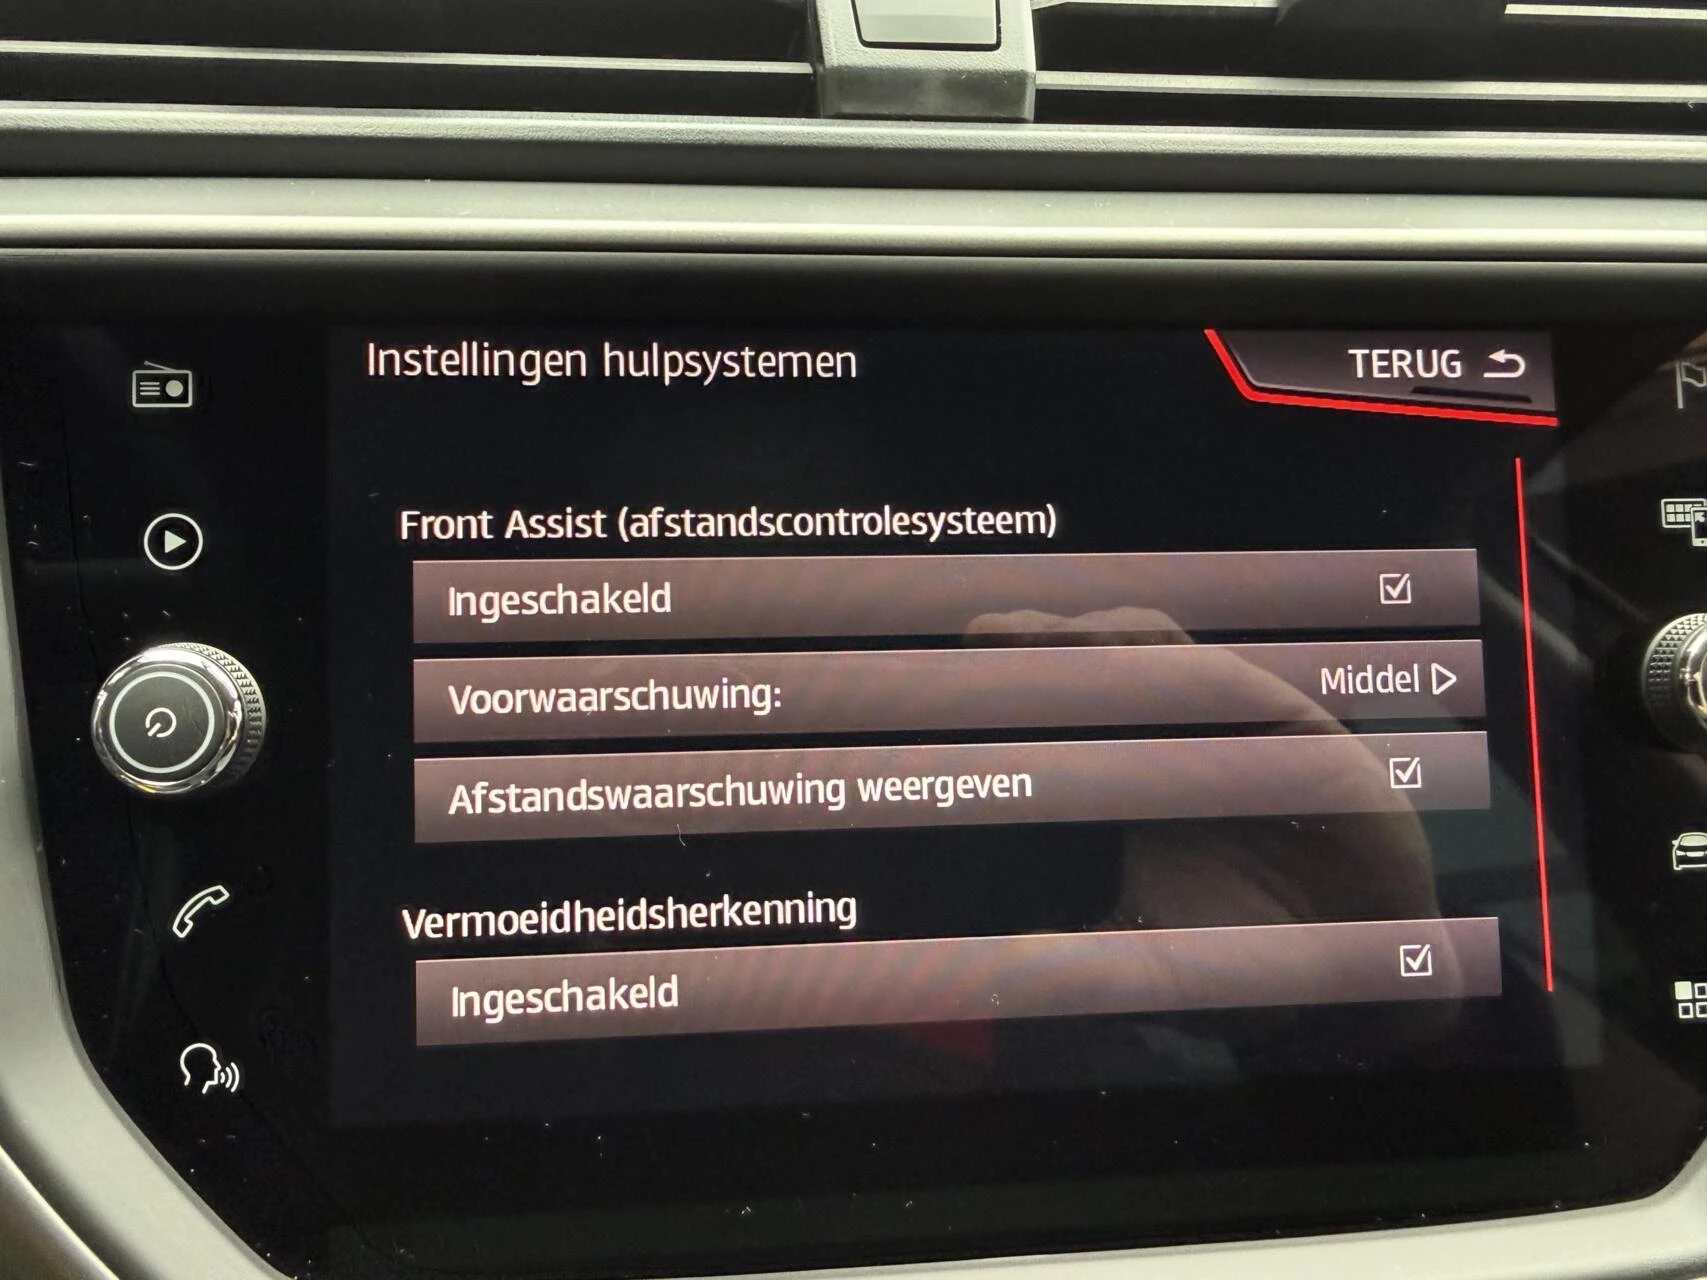 Instellingen hulpsystemen
TERUG
Front Assist (afstandscontrolesysteem)
Ingeschakeld
Voorwaarschuwing: Middel
Afstandswaarschuwing weergeven
Vermoeidheidsherkenning
Ingeschakeld